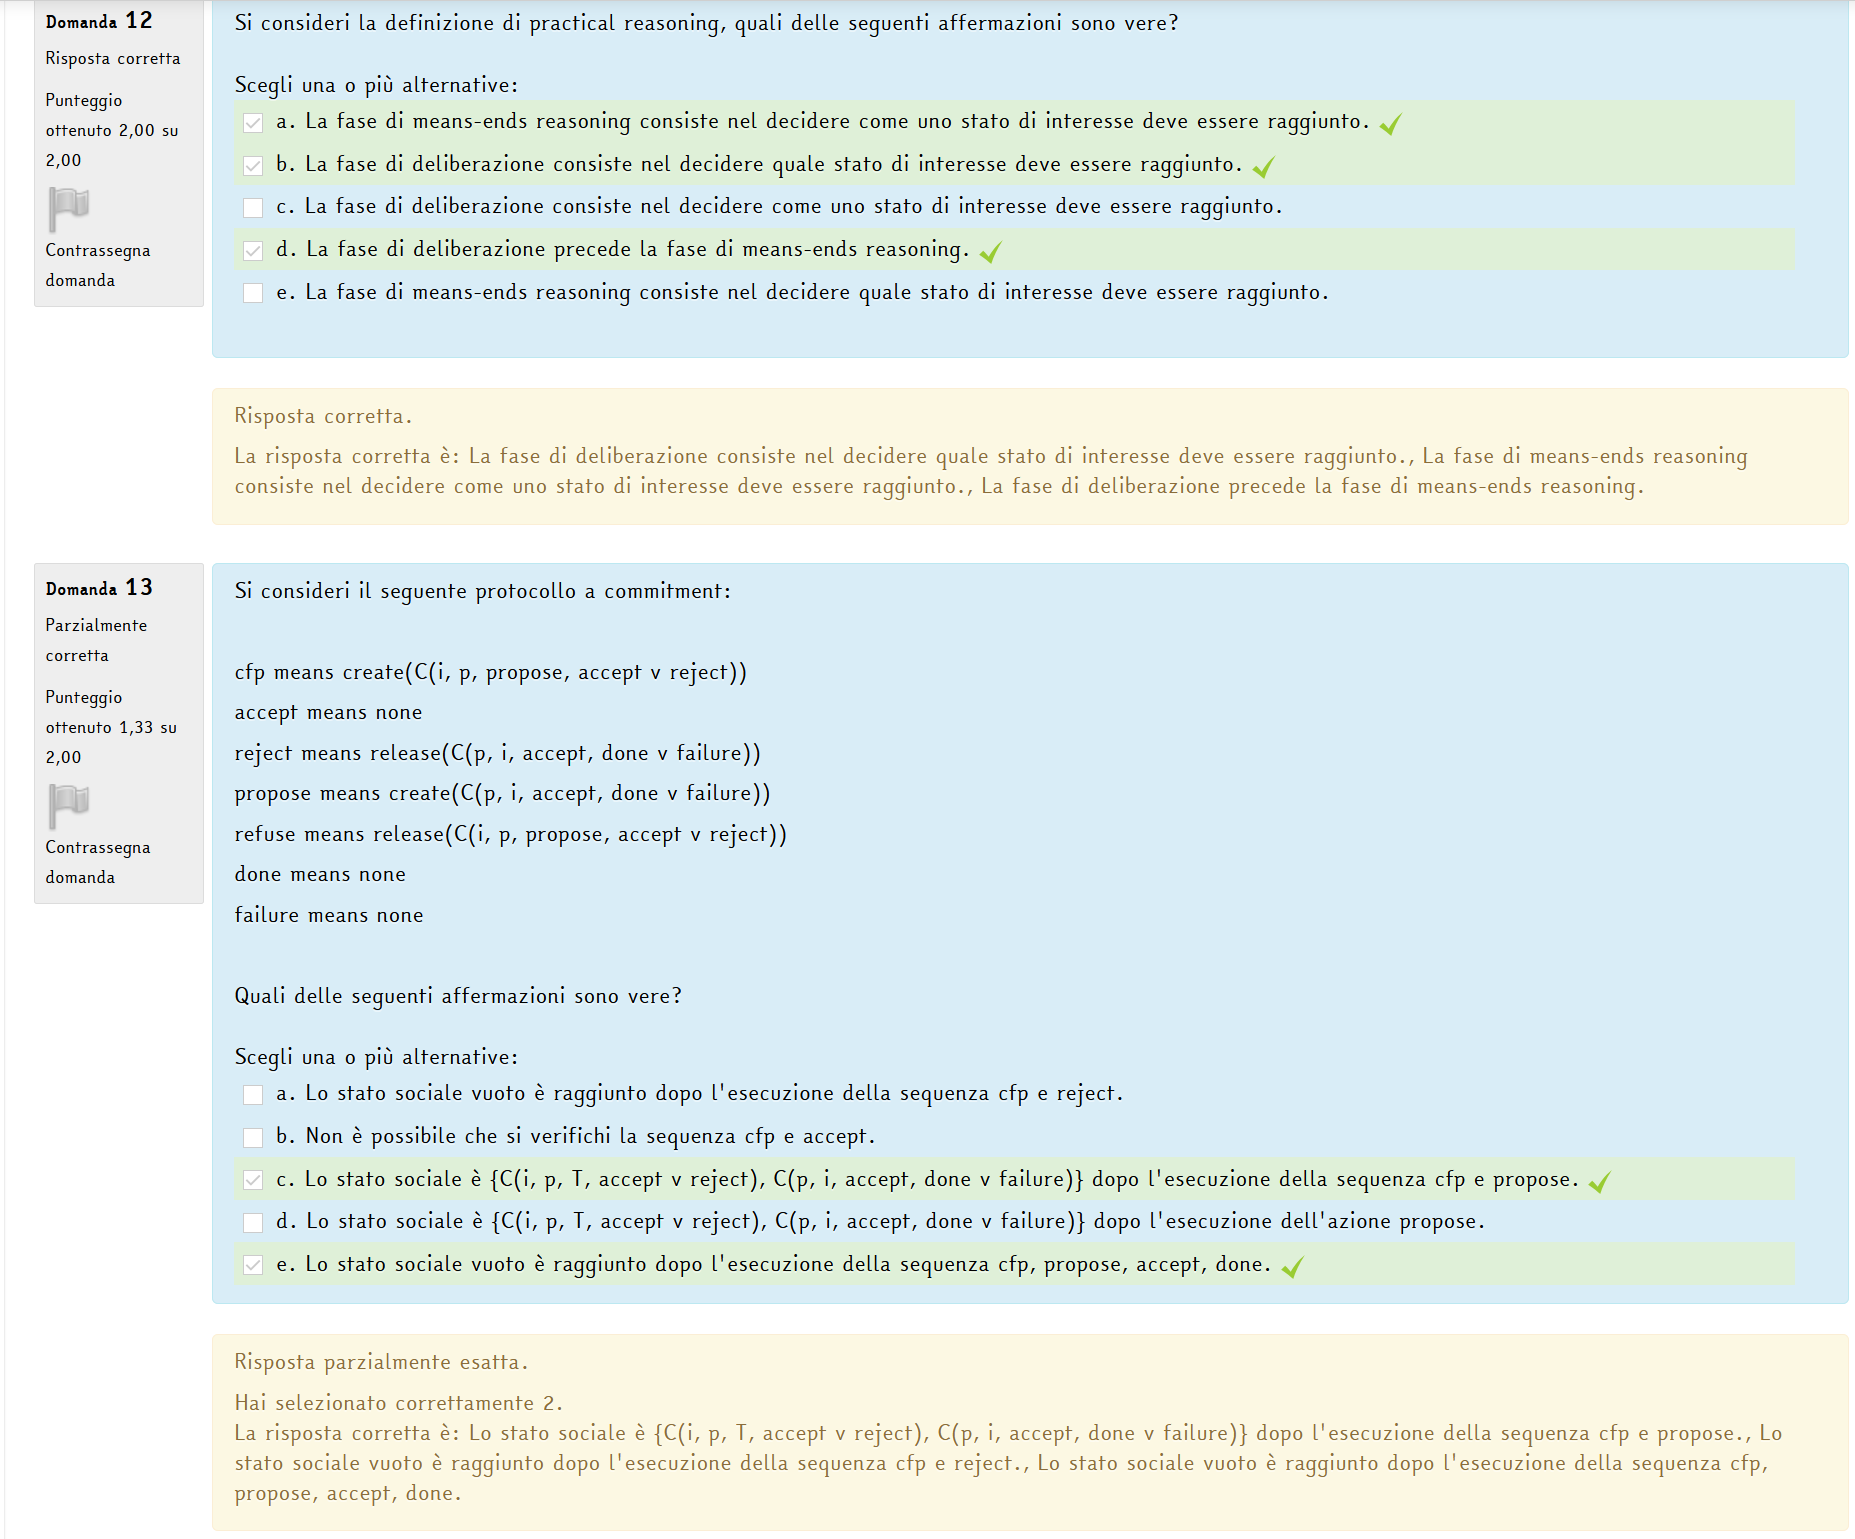 Domanda 12
Risposta corretta
Punteggio
ottenuto 2,00 su
2,00
Contrassegna
domanda
Si consideri la definizione di practical reasoning, quali delle seguenti affermazioni sono vere?
Scegli una o più alternative:
a. La fase di means-ends reasoning consiste nel decidere come uno stato di interesse deve essere raggiunto.
b. La fase di deliberazione consiste nel decidere quale stato di interesse deve essere raggiunto.
c. La fase di deliberazione consiste nel decidere come uno stato di interesse deve essere raggiunto.
d. La fase di deliberazione precede la fase di means-ends reasoning.
e. La fase di means-ends reasoning consiste nel decidere quale stato di interesse deve essere raggiunto.
Risposta corretta.
La risposta corretta è: La fase di deliberazione consiste nel decidere quale stato di interesse deve essere raggiunto., La fase di means-ends reasoning
consiste nel decidere come uno stato di interesse deve essere raggiunto., La fase di deliberazione precede la fase di means-ends reasoning.
Domanda 13
Parzialmente
corretta
Punteggio
ottenuto 1,33 su
2,00
Contrassegna
domanda
Si consideri il seguente protocollo a commitment:
cfp means create(C(i, p, propose, accept v reject))
accept means none
reject means release(C(p, i, accept, done v failure))
propose means create(C(p, i, accept, done v failure))
refuse means release(C(i, p, propose, accept v reject))
done means none
failure means none
Quali delle seguenti affermazioni sono vere?
Scegli una o più alternative:
a. Lo stato sociale vuoto è raggiunto dopo l'esecuzione della sequenza cfp e reject.
b. Non è possibile che si verifichi la sequenza cfp e accept.
c. Lo stato sociale è {C(i, p, T, accept v reject), C(p, i, accept, done v failure)} dopo l'esecuzione della sequenza cfp e propose.
d. Lo stato sociale è {C(i, p, T, accept v reject), C(p, i, accept, done v failure)} dopo l'esecuzione dell'azione propose.
e. Lo stato sociale vuoto è raggiunto dopo l'esecuzione della sequenza cfp, propose, accept, done.
Risposta parzialmente esatta.
Hai selezionato correttamente 2.
La risposta corretta è: Lo stato sociale è {C(i, p, T, accept v reject), C(p, i, accept, done v failure)} dopo l'esecuzione della sequenza cfp e propose., Lo
stato sociale vuoto è raggiunto dopo l'esecuzione della sequenza cfp e reject., Lo stato sociale vuoto è raggiunto dopo l'esecuzione della sequenza cfp,
propose, accept, done.